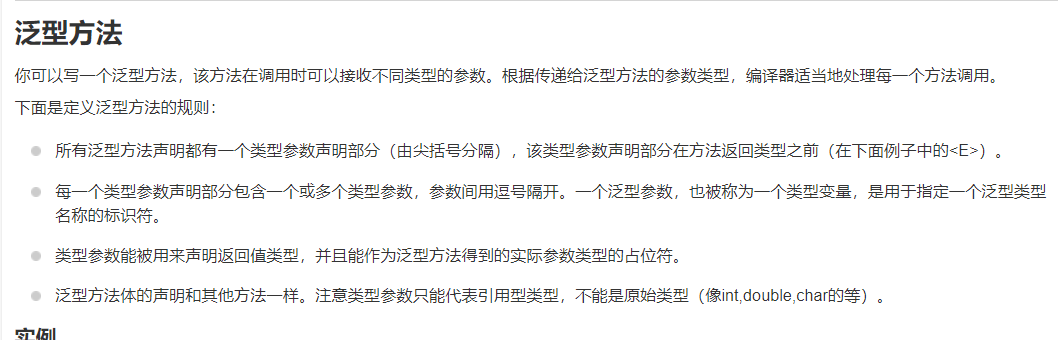 泛型方法
你可以写一个泛型方法，该方法在调用时可以接收不同类型的参数。根据传递给泛型方法的参数类型，编译器适当地处理每一个方法调用。
下面是定义泛型方法的规则：
所有泛型方法声明都有一个类型参数声明部分（由尖括号分隔），该类型参数声明部分在方法返回类型之前（在下面例子中的<E>）。
每一个类型参数声明部分包含一个或多个类型参数，参数间用逗号隔开。一个泛型参数，也被称为一个类型变量，是用于指定一个泛型类型
名称的标识符。
类型参数能被用来声明返回值类型，并且能作为泛型方法得到的实际参数类型的占位符。
泛型方法体的声明和其他方法一样。注意类型参数只能代表引用型类型，不能是原始类型（像int,double,char的等）。
实例